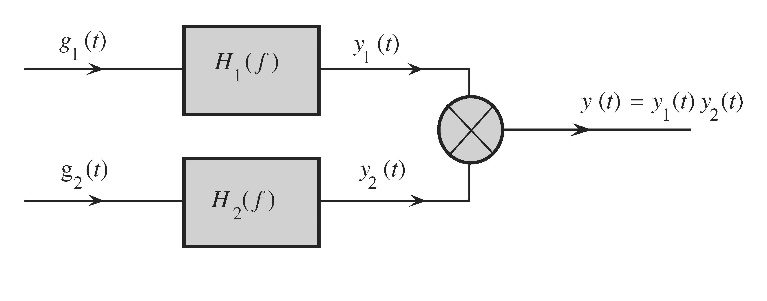 g₁(t)
H₁(f)
y₁(t)
y(t) = y₁(t) y₂(t)
g₂(t)
H₂(f)
y₂(t)